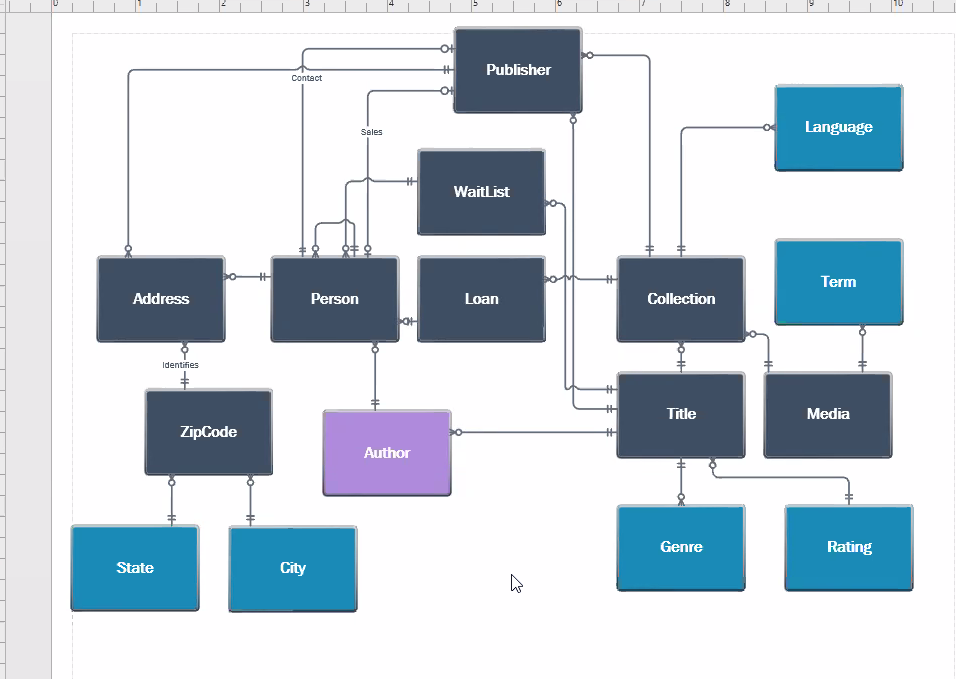 0 1 2 3 4 5 6 7 8 9 10
Publisher
Contact
Language
Sales
WaitList
Address
Person
Loan
Collection
Term
Identifies
ZipCode
Author
Title
Media
State
City
Genre
Rating